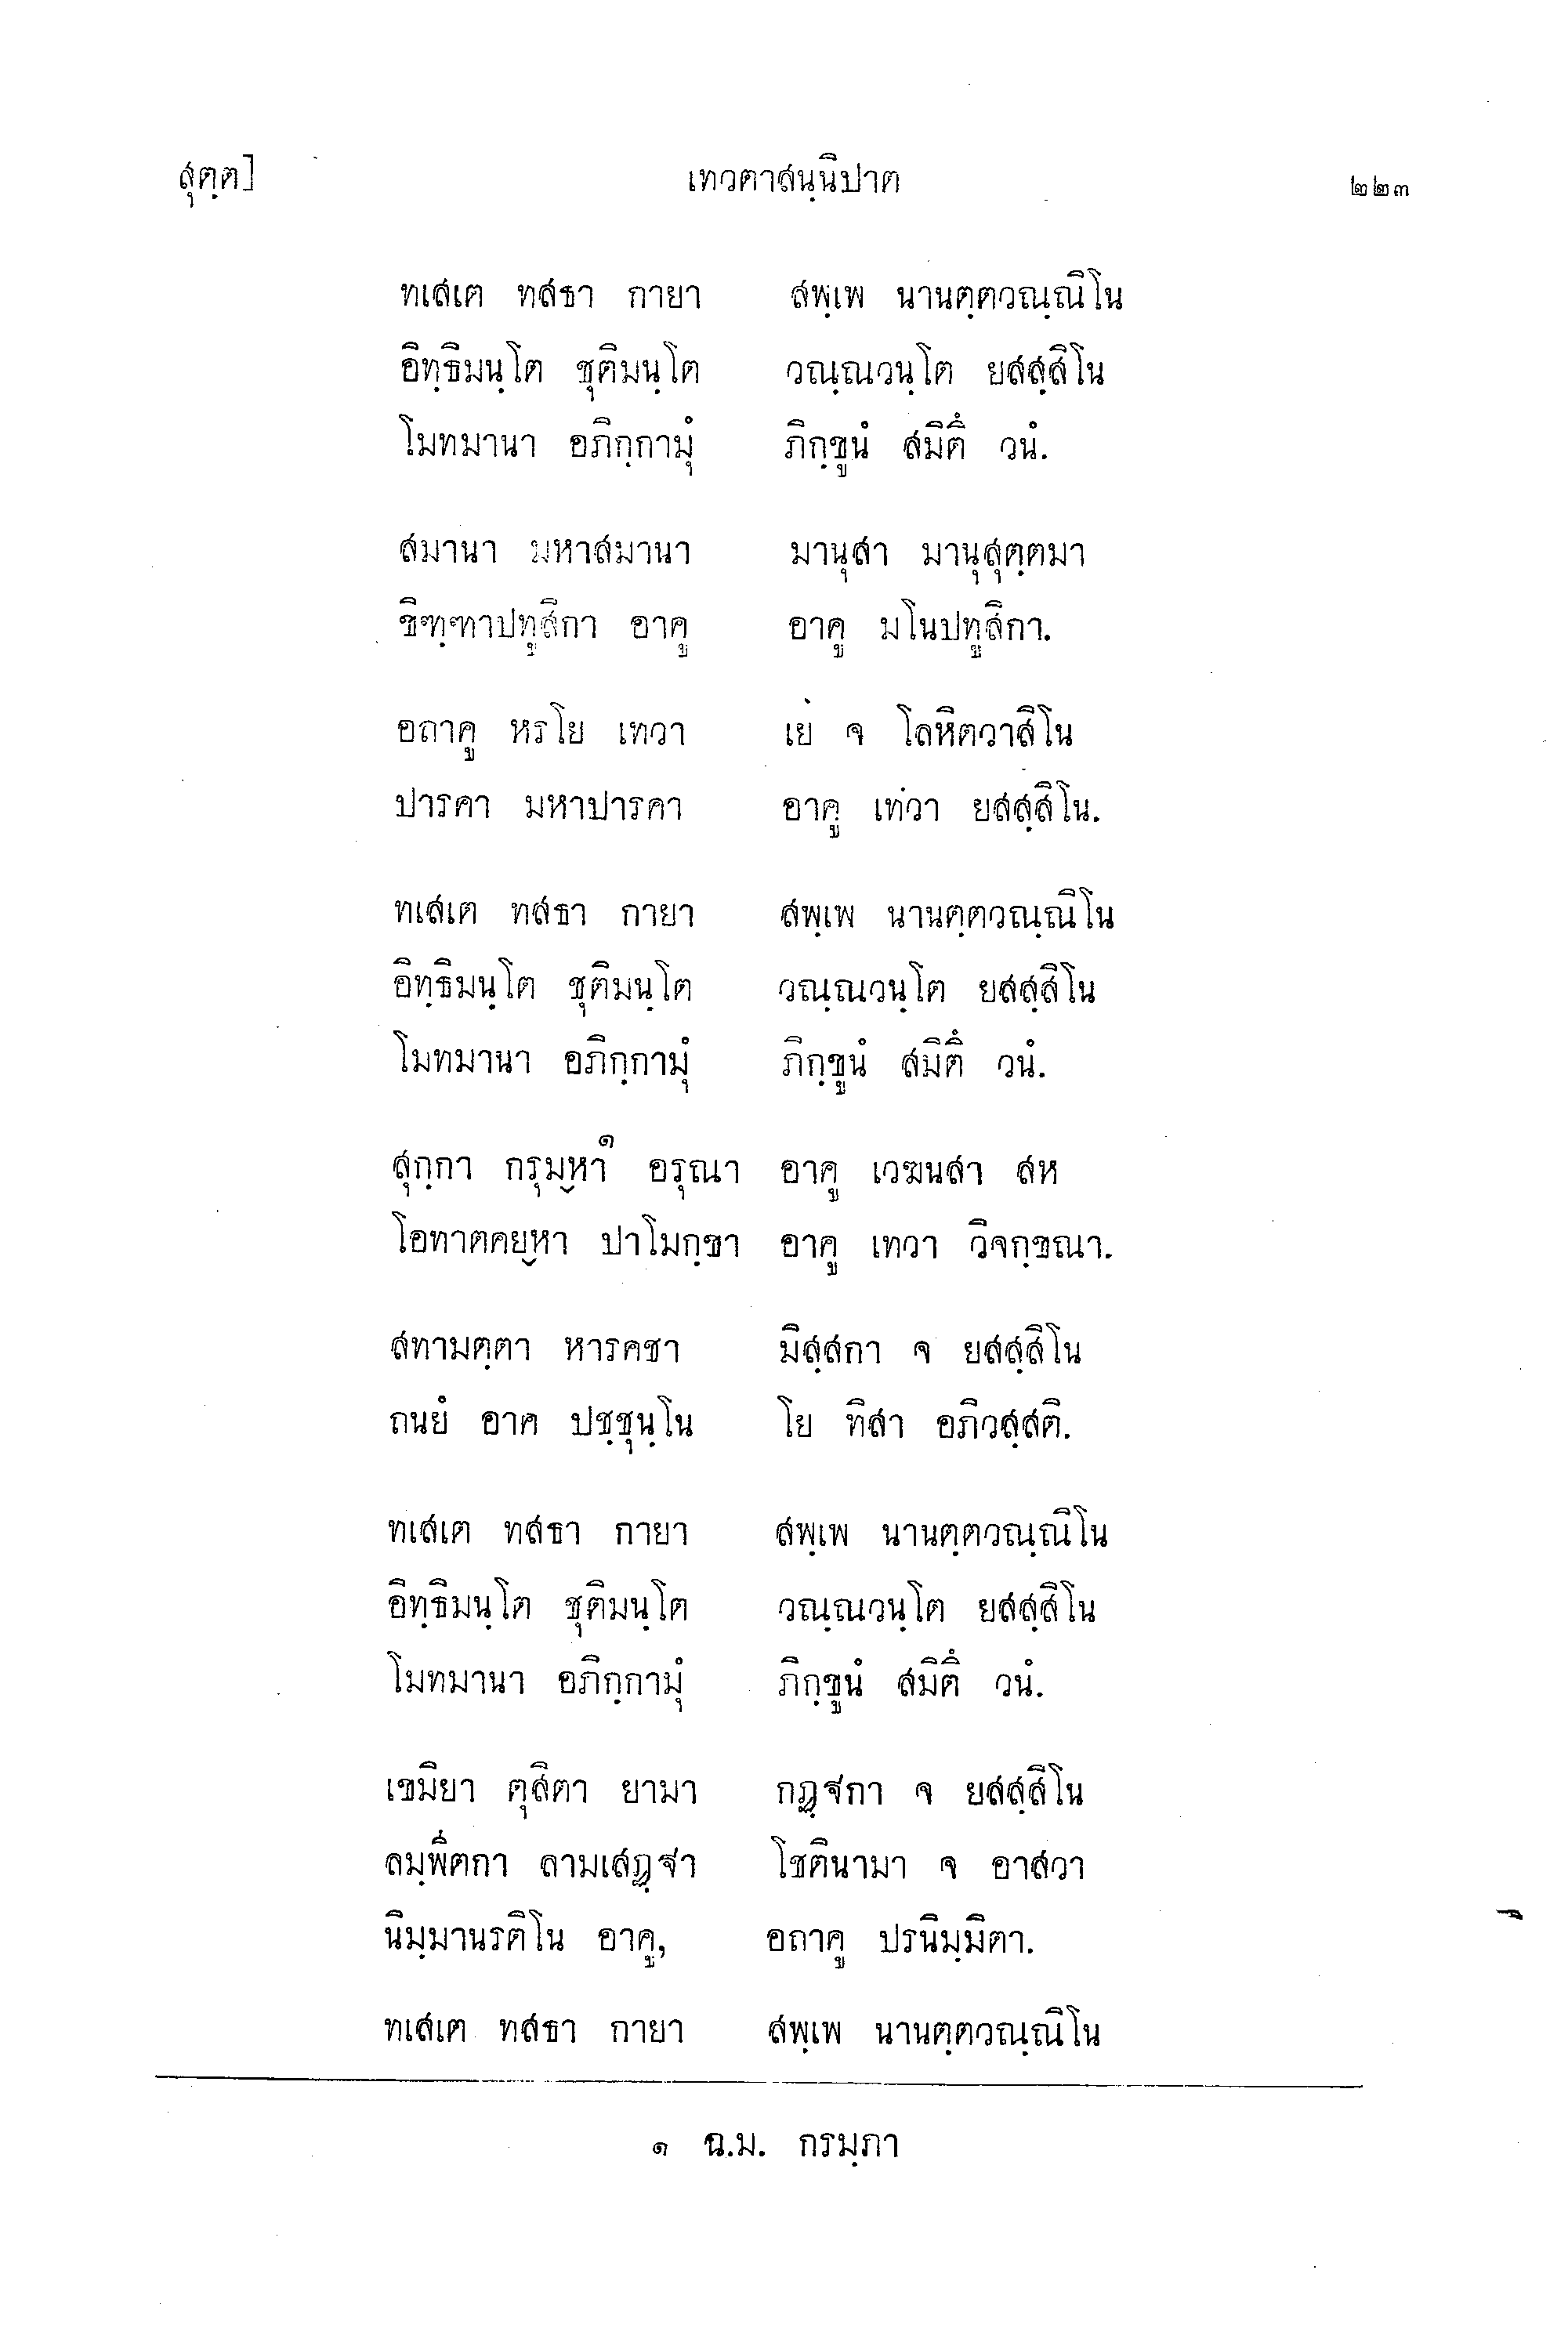 สุตฺต] เทวตาสนฺนิปาต ๒๒๓
ทเสเต ทสธา กายา สพฺเพ นานตฺตวณฺณิโน
อิทฺธิมนฺโต ชุติมนฺโต วณฺณวนฺโต ยสสฺสิโน
โมทมานา อภิกฺกามุํ ภิกฺขูนํ สมิตึ วนํ.
สมานา มหาสมานา มานุสา มานุสุตฺตมา
ขิฑฺฑาปทูสิกา อาคู อาคู มโนปทูสิกา.
อถาคู หรโย เทวา เย จ โลหิตวาสิโน
ปารคา มหาปารคา อาคู เทวา ยสสฺสิโน.
ทเสเต ทสธา กายา สพฺเพ นานตฺตวณฺณิโน
อิทฺธิมนฺโต ชุติมนฺโต วณฺณวนฺโต ยสสฺสิโน
โมทมานา อภิกฺกามุํ ภิกฺขูนํ สมิตึ วนํ.
สุกฺกา กรุมฺหา๑ อรุณา อาคู เวฆนสา สห
โอทาตคยฺหา ปาโมกฺขา อาคู เทวา วิจกฺขณา.
สทามตฺตา หารคชา มิสฺสกา จ ยสสฺสิโน
ถนยํ อาค ปชฺชุนฺโน โย ทิสา อภิวสฺสติ.
ทเสเต ทสธา กายา สพฺเพ นานตฺตวณฺณิโน
อิทฺธิมนฺโต ชุติมนฺโต วณฺณวนฺโต ยสสฺสิโน
โมทมานา อภิกฺกามุํ ภิกฺขูนํ สมิตึ วนํ.
เขมิยา ตุสิตา ยามา กฏฺฐกา จ ยสสฺสิโน
ลมฺพิตกา ลามเสฏฺฐา โชตินามา จ อาสวา
นิมฺมานรติโน อาคู, อถาคู ปรนิมฺมิตา.
ทเสเต ทสธา กายา สพฺเพ นานตฺตวณฺณิโน
๑ ฉ.ม. กรมฺภา